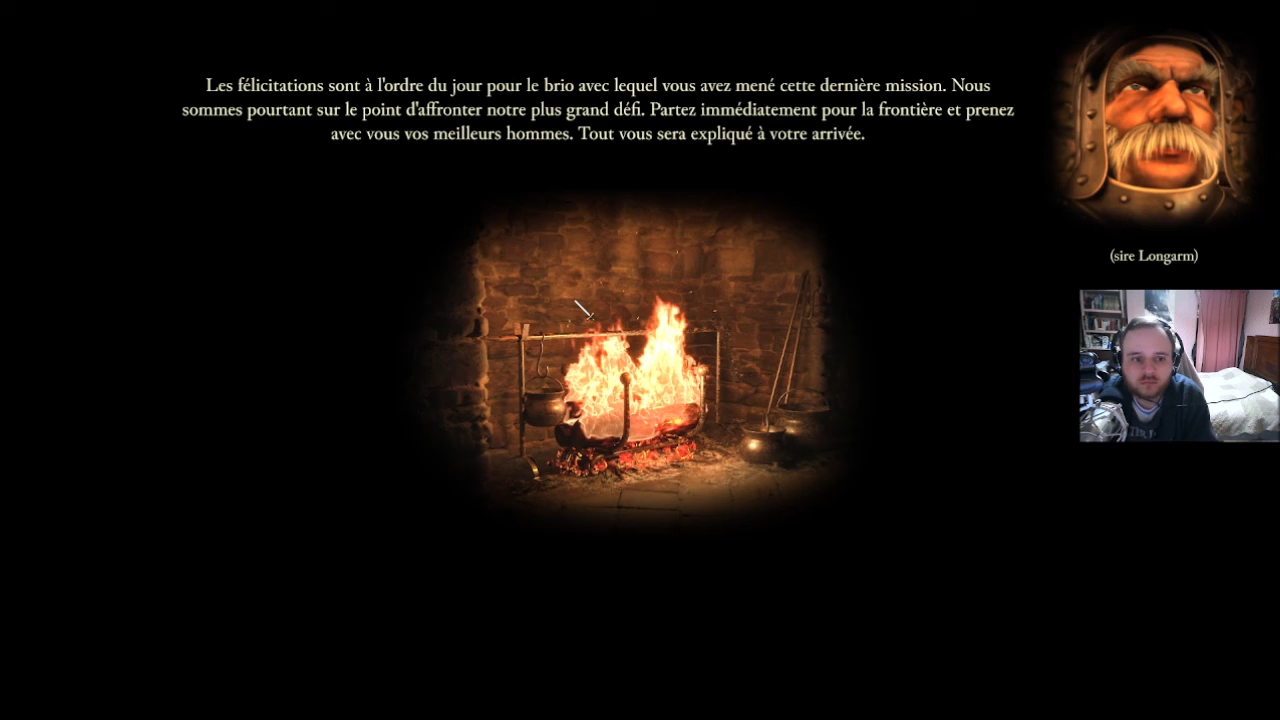 Les félicitations sont à l'ordre du jour pour le brio avec lequel vous avez mené cette dernière mission. Nous
sommes pourtant sur le point d'affronter notre plus grand défi. Partez immédiatement pour la frontière et prenez
avec vous vos meilleurs hommes. Tout vous sera expliqué à votre arrivée.
(sire Longarm)